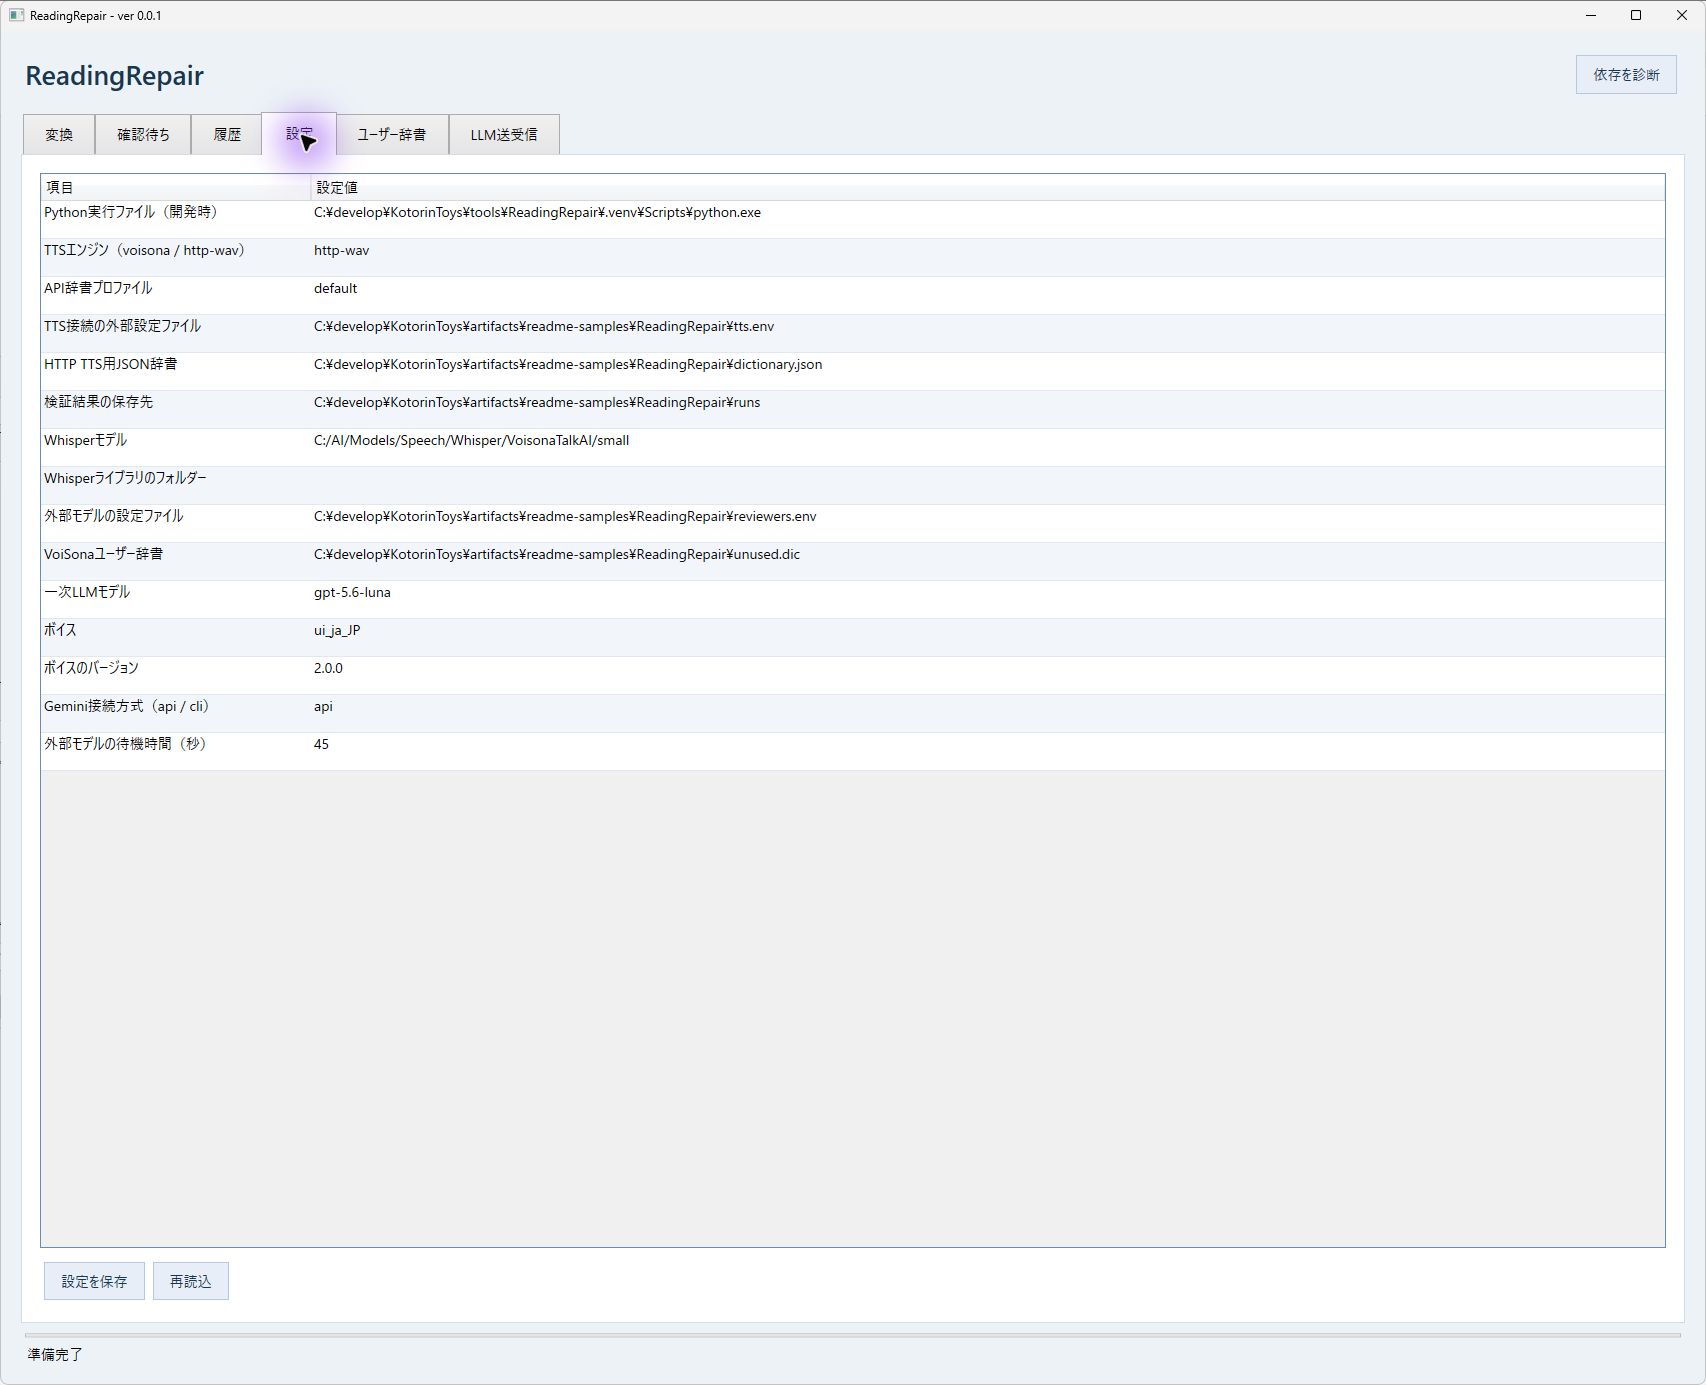 ReadingRepair - ver 0.0.1
ReadingRepair
依存を診断
変換 確認待ち 履歴 設定 ユーザー辞書 LLM送受信
項目 設定値
Python実行ファイル（開発時） C:¥develop¥KotorinToys¥tools¥ReadingRepair¥.venv¥Scripts¥python.exe
TTSエンジン（voisona / http-wav） http-wav
API辞書プロファイル default
TTS接続の外部設定ファイル C:¥develop¥KotorinToys¥artifacts¥readme-samples¥ReadingRepair¥tts.env
HTTP TTS用JSON辞書 C:¥develop¥KotorinToys¥artifacts¥readme-samples¥ReadingRepair¥dictionary.json
検証結果の保存先 C:¥develop¥KotorinToys¥artifacts¥readme-samples¥ReadingRepair¥runs
Whisperモデル C:/AI/Models/Speech/Whisper/VoisonaTalkAI/small
Whisperライブラリのフォルダー
外部モデルの設定ファイル C:¥develop¥KotorinToys¥artifacts¥readme-samples¥ReadingRepair¥reviewers.env
VoiSonaユーザー辞書 C:¥develop¥KotorinToys¥artifacts¥readme-samples¥ReadingRepair¥unused.dic
一次LLMモデル gpt-5.6-luna
ボイス ui_ja_JP
ボイスのバージョン 2.0.0
Gemini接続方式（api / cli） api
外部モデルの待機時間（秒） 45
設定を保存 再読込
準備完了